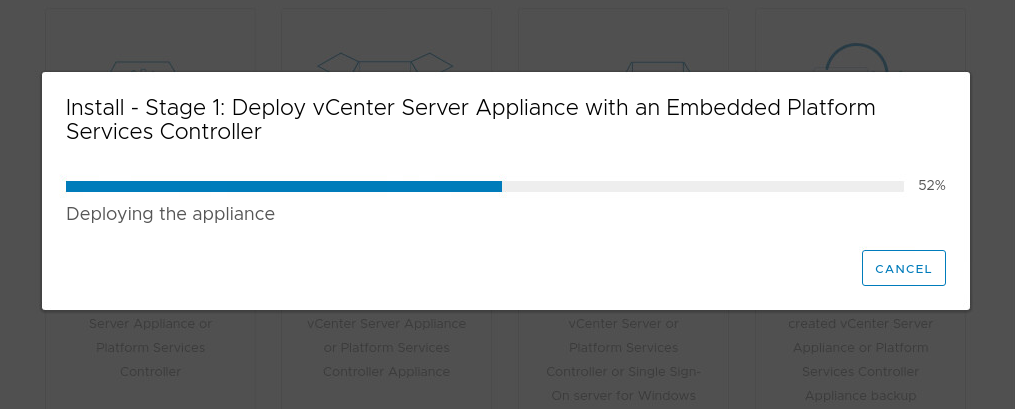 Install - Stage 1: Deploy vCenter Server Appliance with an Embedded Platform
Services Controller
52%
Deploying the appliance
CANCEL
Server Appliance or
Platform Services
Controller
vCenter Server Appliance
or Platform Services
Controller Appliance
vCenter Server or
Platform Services
Controller or Single Sign-
On server for Windows
created vCenter Server
Appliance or Platform
Services Controller
Appliance backup